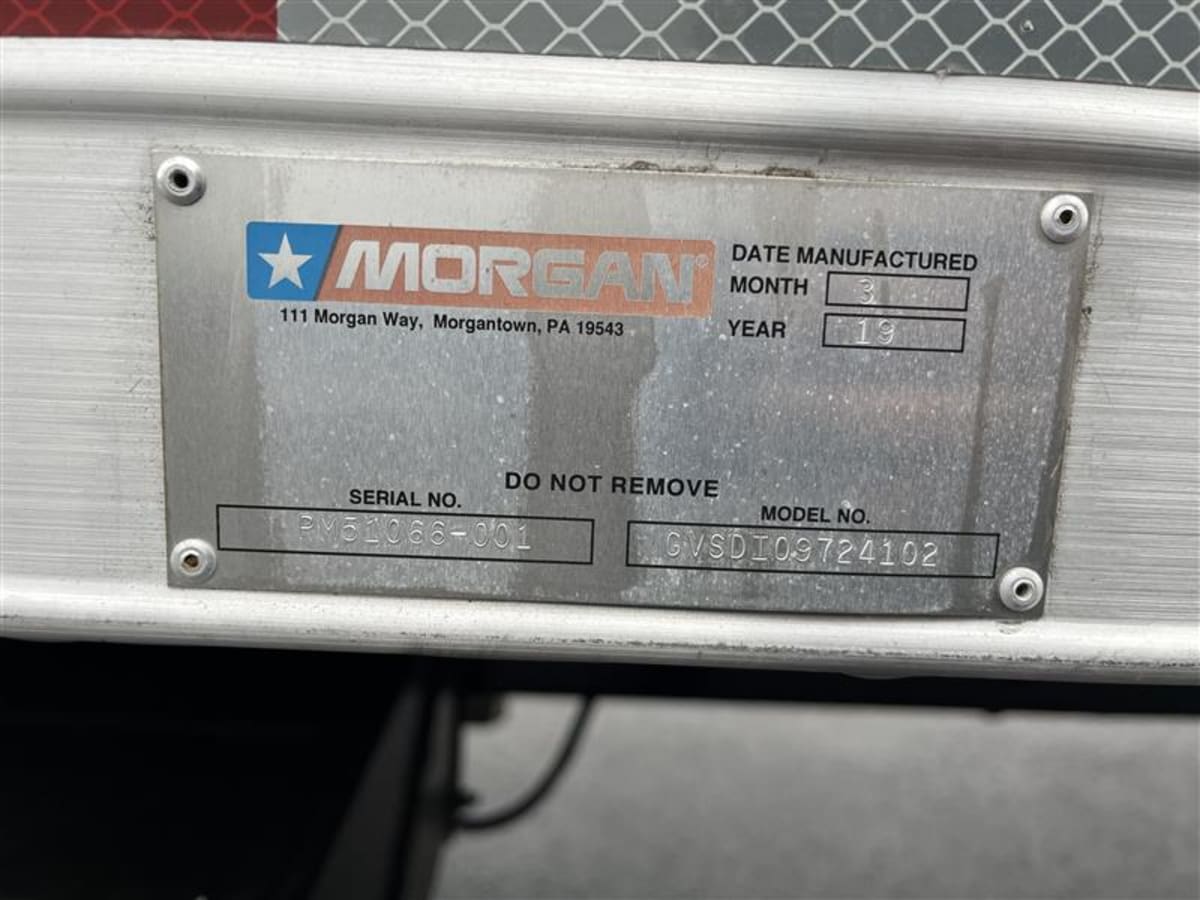 MORGAN®
111 Morgan Way, Morgantown, PA 19543
DATE MANUFACTURED
MONTH 3
YEAR 19
DO NOT REMOVE
SERIAL NO.
PM51066-001
MODEL NO.
GVSDI09724102